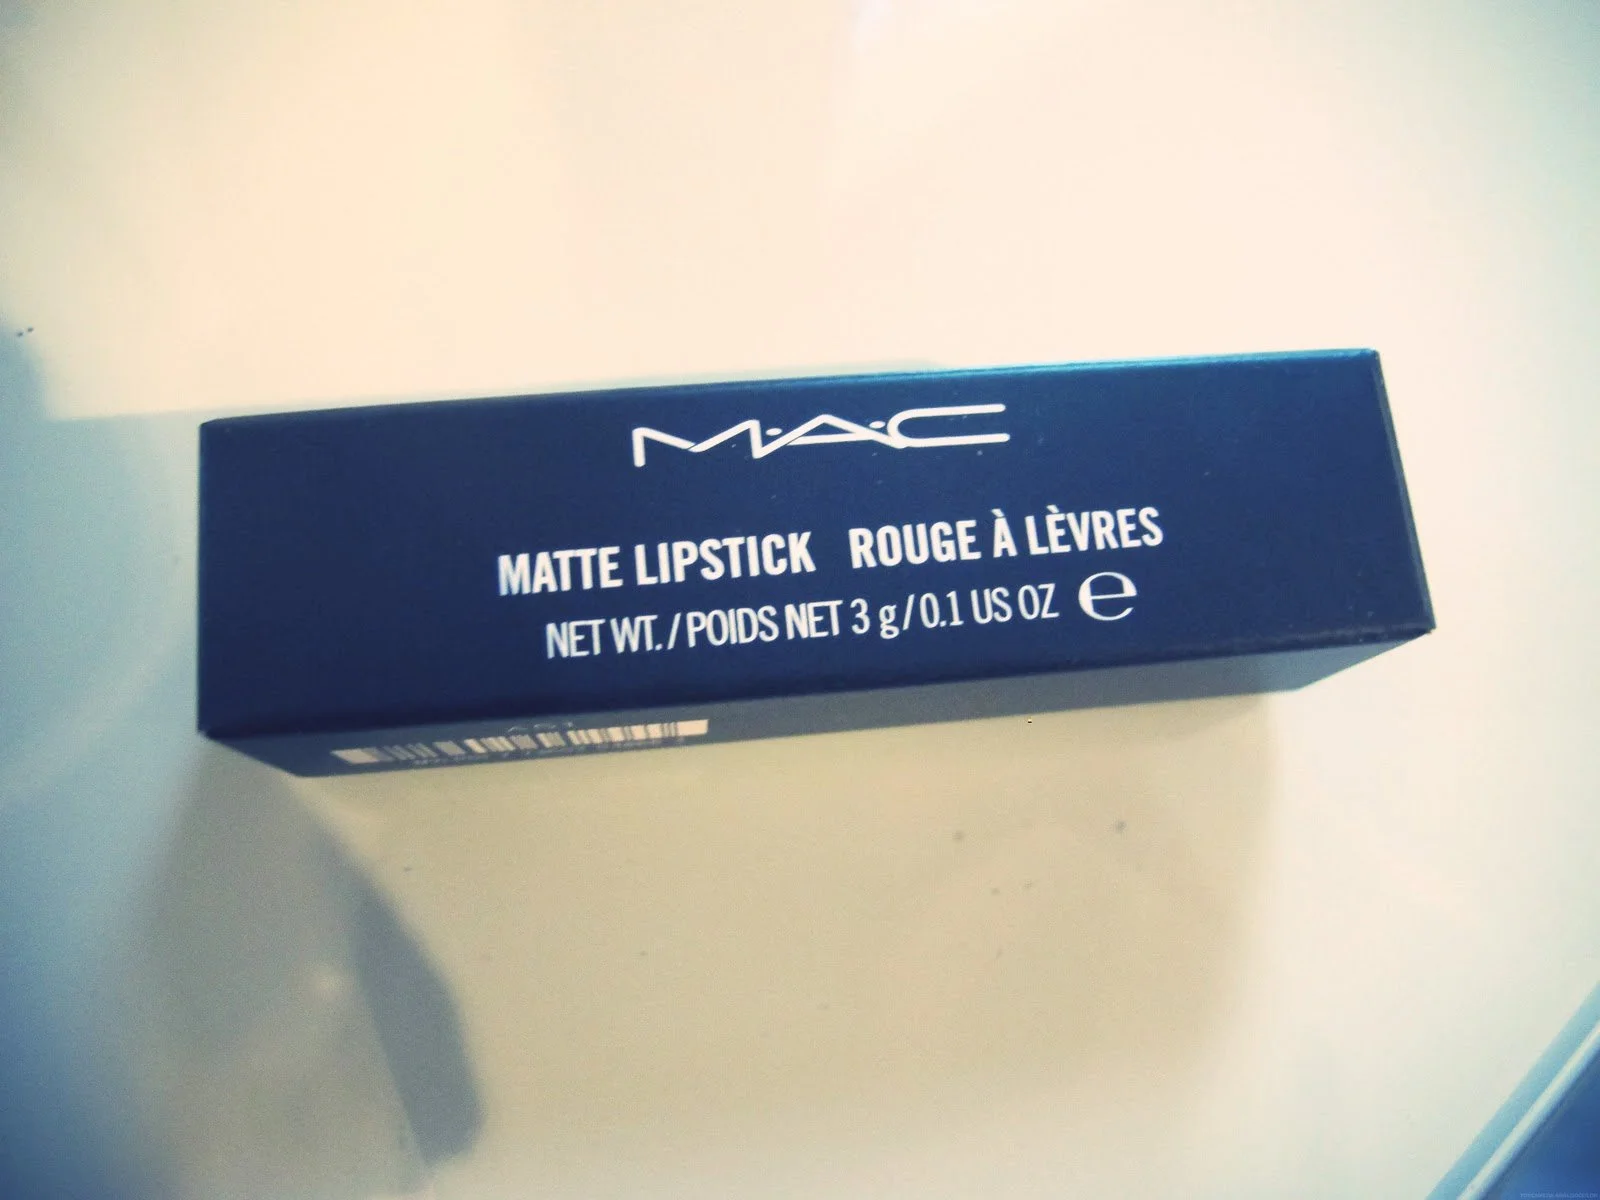 M·A·C
MATTE LIPSTICK ROUGE À LÈVRES
NET WT. / POIDS NET 3 g / 0.1 US OZ ℮